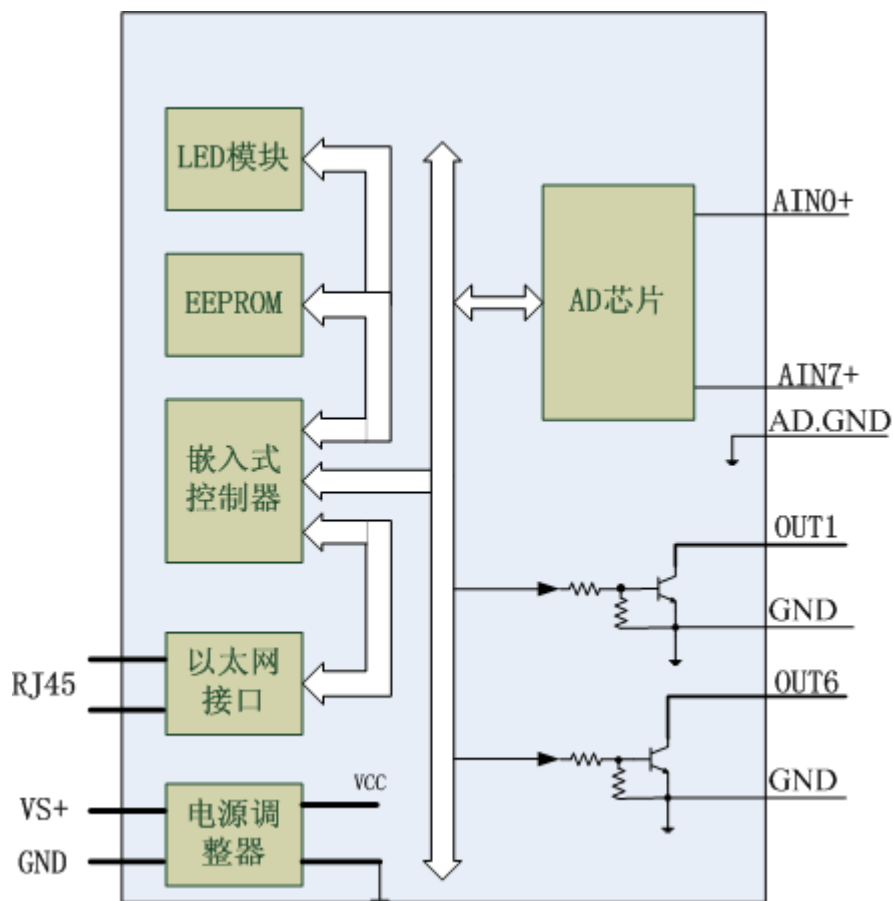 LED模块
EEPROM
嵌入式
控制器
以太网
接口
RJ45
电源调
整器
VS+
GND
VCC
AD芯片
AIN0+
AIN7+
AD.GND
OUT1
GND
OUT6
GND